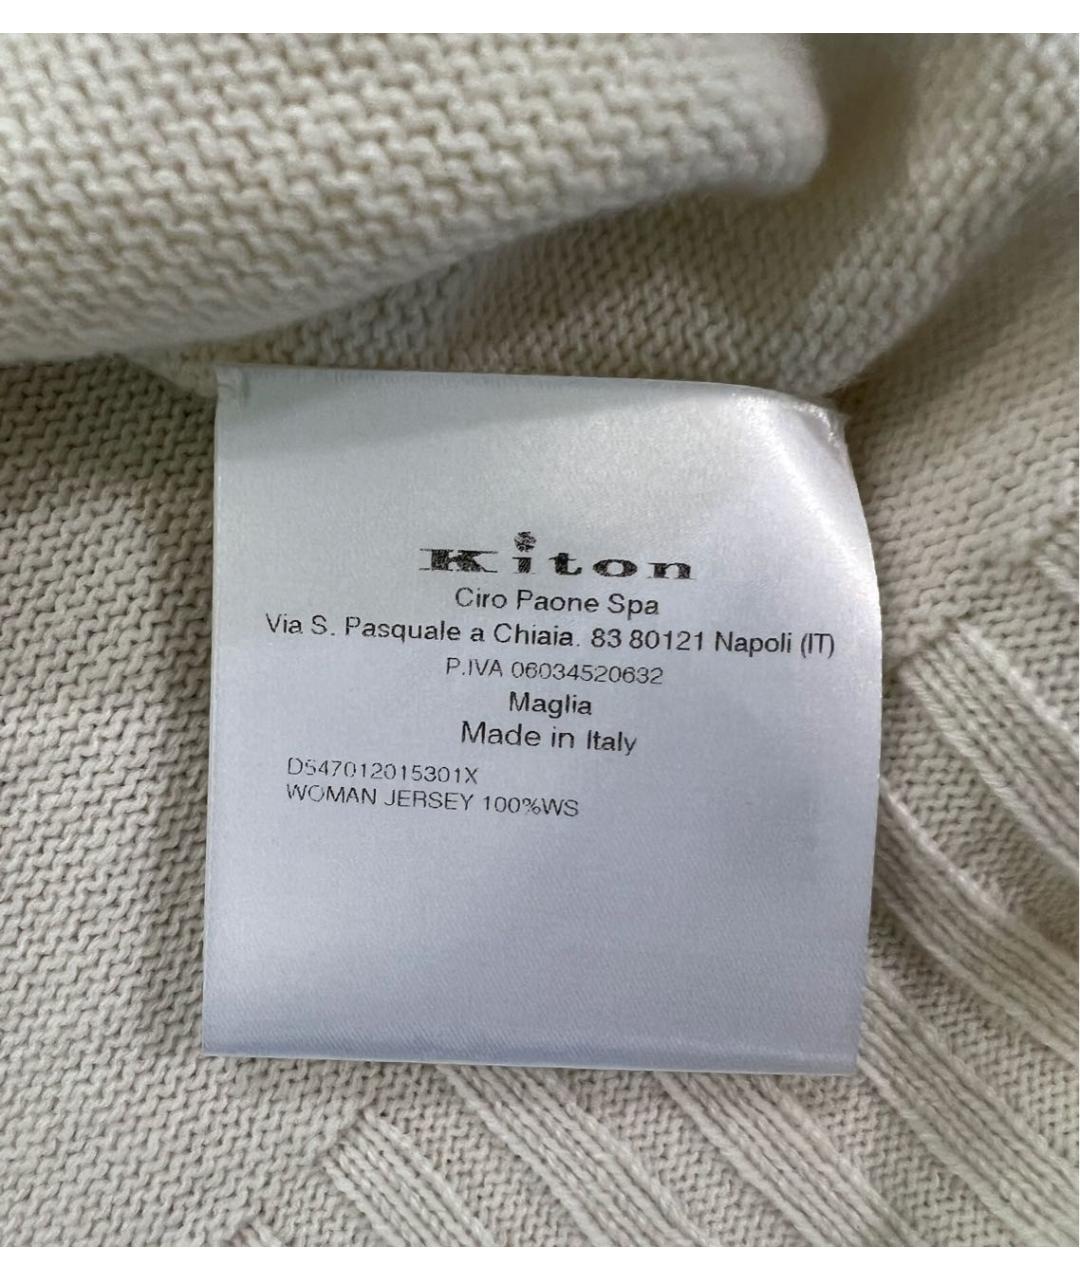 Kiton
Ciro Paone Spa
Via S. Pasquale a Chiaia. 83 80121 Napoli (IT)
P.IVA 06034520632
Maglia
Made in Italy
D547012015301X
WOMAN JERSEY 100%WS